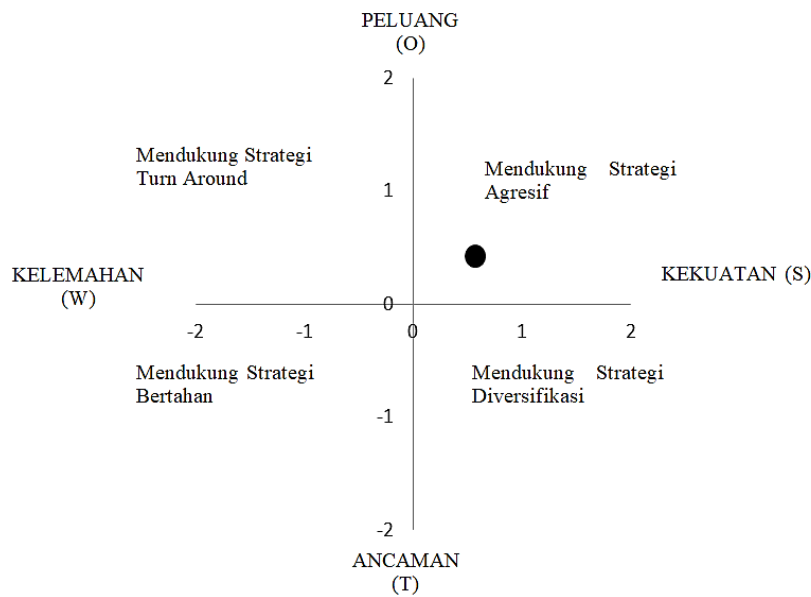 PELUANG
(O)
2
Mendukung Strategi
Turn Around
Mendukung Strategi
Agresif
1
KELEMAHAN
(W)
KEKUATAN (S)
0
-2 -1 0 1 2
Mendukung Strategi
Bertahan
Mendukung Strategi
Diversifikasi
-1
-2
ANCAMAN
(T)